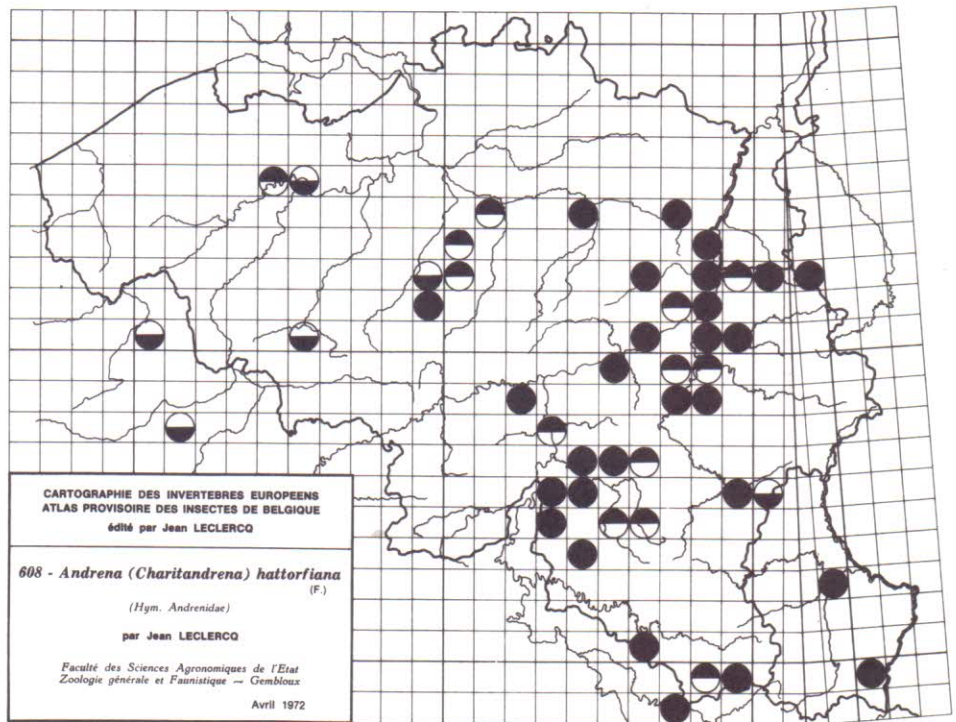 CARTOGRAPHIE DES INVERTEBRES EUROPEENS
ATLAS PROVISOIRE DES INSECTES DE BELGIQUE
édité par Jean LECLERCQ
608 - Andrena (Charitandrena) hattorfiana
(F.)
(Hym. Andrenidae)
par Jean LECLERCQ
Faculté des Sciences Agronomiques de l'Etat
Zoologie générale et Faunistique — Gembloux
Avril 1972